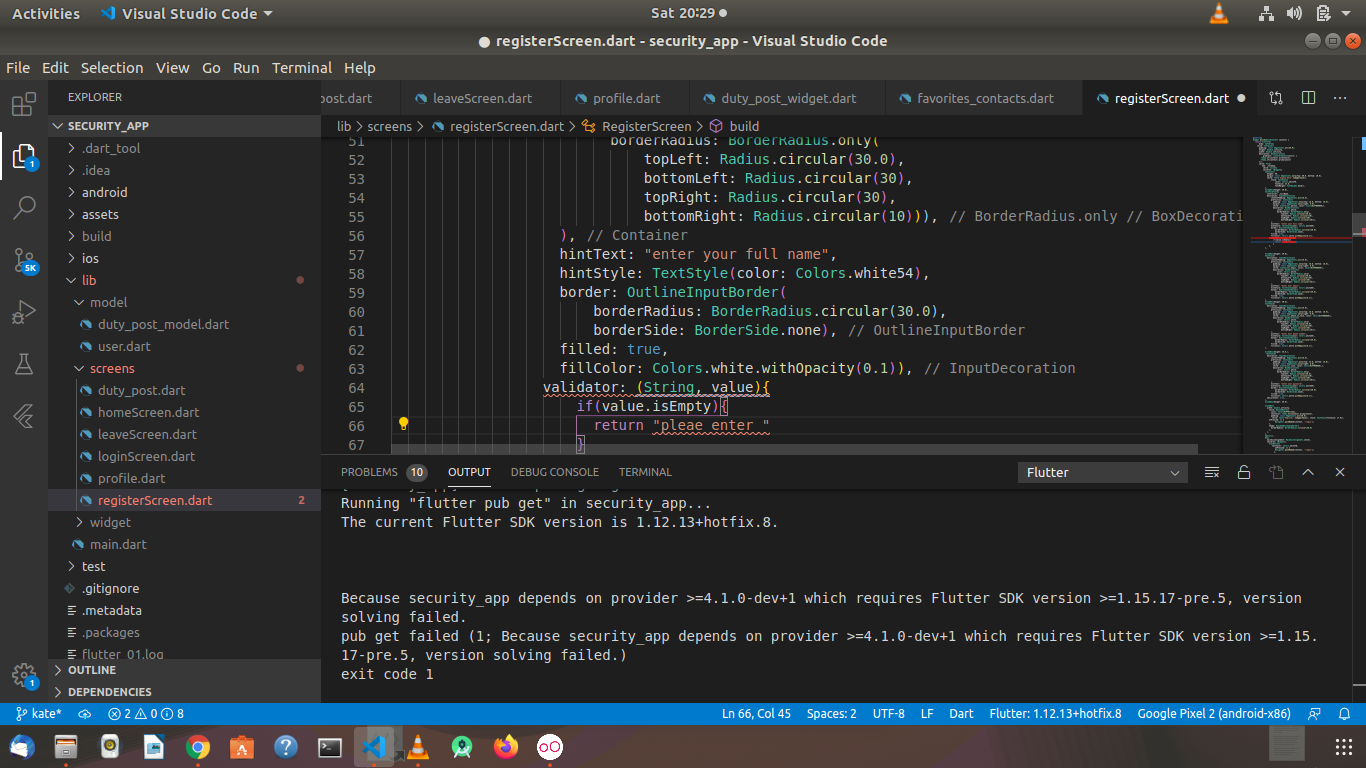 Activities
Visual Studio Code
Sat 20:29
registerScreen.dart - security_app - Visual Studio Code
File Edit Selection View Go Run Terminal Help
EXPLORER
post.dart
leaveScreen.dart
profile.dart
duty_post_widget.dart
favorites_contacts.dart
registerScreen.dart
SECURITY_APP
lib > screens > registerScreen.dart > RegisterScreen > build
.dart_tool
.idea
android
assets
build
ios
lib
model
duty_post_model.dart
user.dart
screens
duty_post.dart
homeScreen.dart
leaveScreen.dart
loginScreen.dart
profile.dart
registerScreen.dart 2
widget
main.dart
test
.gitignore
.metadata
.packages
flutter_01.log
OUTLINE
DEPENDENCIES
1
5K
1
51 borderRadius: BorderRadius.only(
52 topLeft: Radius.circular(30.0),
53 bottomLeft: Radius.circular(30),
54 topRight: Radius.circular(30),
55 bottomRight: Radius.circular(10))), // BorderRadius.only // BoxDecorati
56 ), // Container
57 hintText: "enter your full name",
58 hintStyle: TextStyle(color: Colors.white54),
59 border: OutlineInputBorder(
60 borderRadius: BorderRadius.circular(30.0),
61 borderSide: BorderSide.none), // OutlineInputBorder
62 filled: true,
63 fillColor: Colors.white.withOpacity(0.1)), // InputDecoration
64 validator: (String, value){
65 if(value.isEmpty){
66 return "pleae enter "
67 }
PROBLEMS 10 OUTPUT DEBUG CONSOLE TERMINAL
Flutter
Running "flutter pub get" in security_app...
The current Flutter SDK version is 1.12.13+hotfix.8.
Because security_app depends on provider >=4.1.0-dev+1 which requires Flutter SDK version >=1.15.17-pre.5, version
solving failed.
pub get failed (1; Because security_app depends on provider >=4.1.0-dev+1 which requires Flutter SDK version >=1.15.
17-pre.5, version solving failed.)
exit code 1
kate* 2 0 8
Ln 66, Col 45 Spaces: 2 UTF-8 LF Dart Flutter: 1.12.13+hotfix.8 Google Pixel 2 (android-x86)